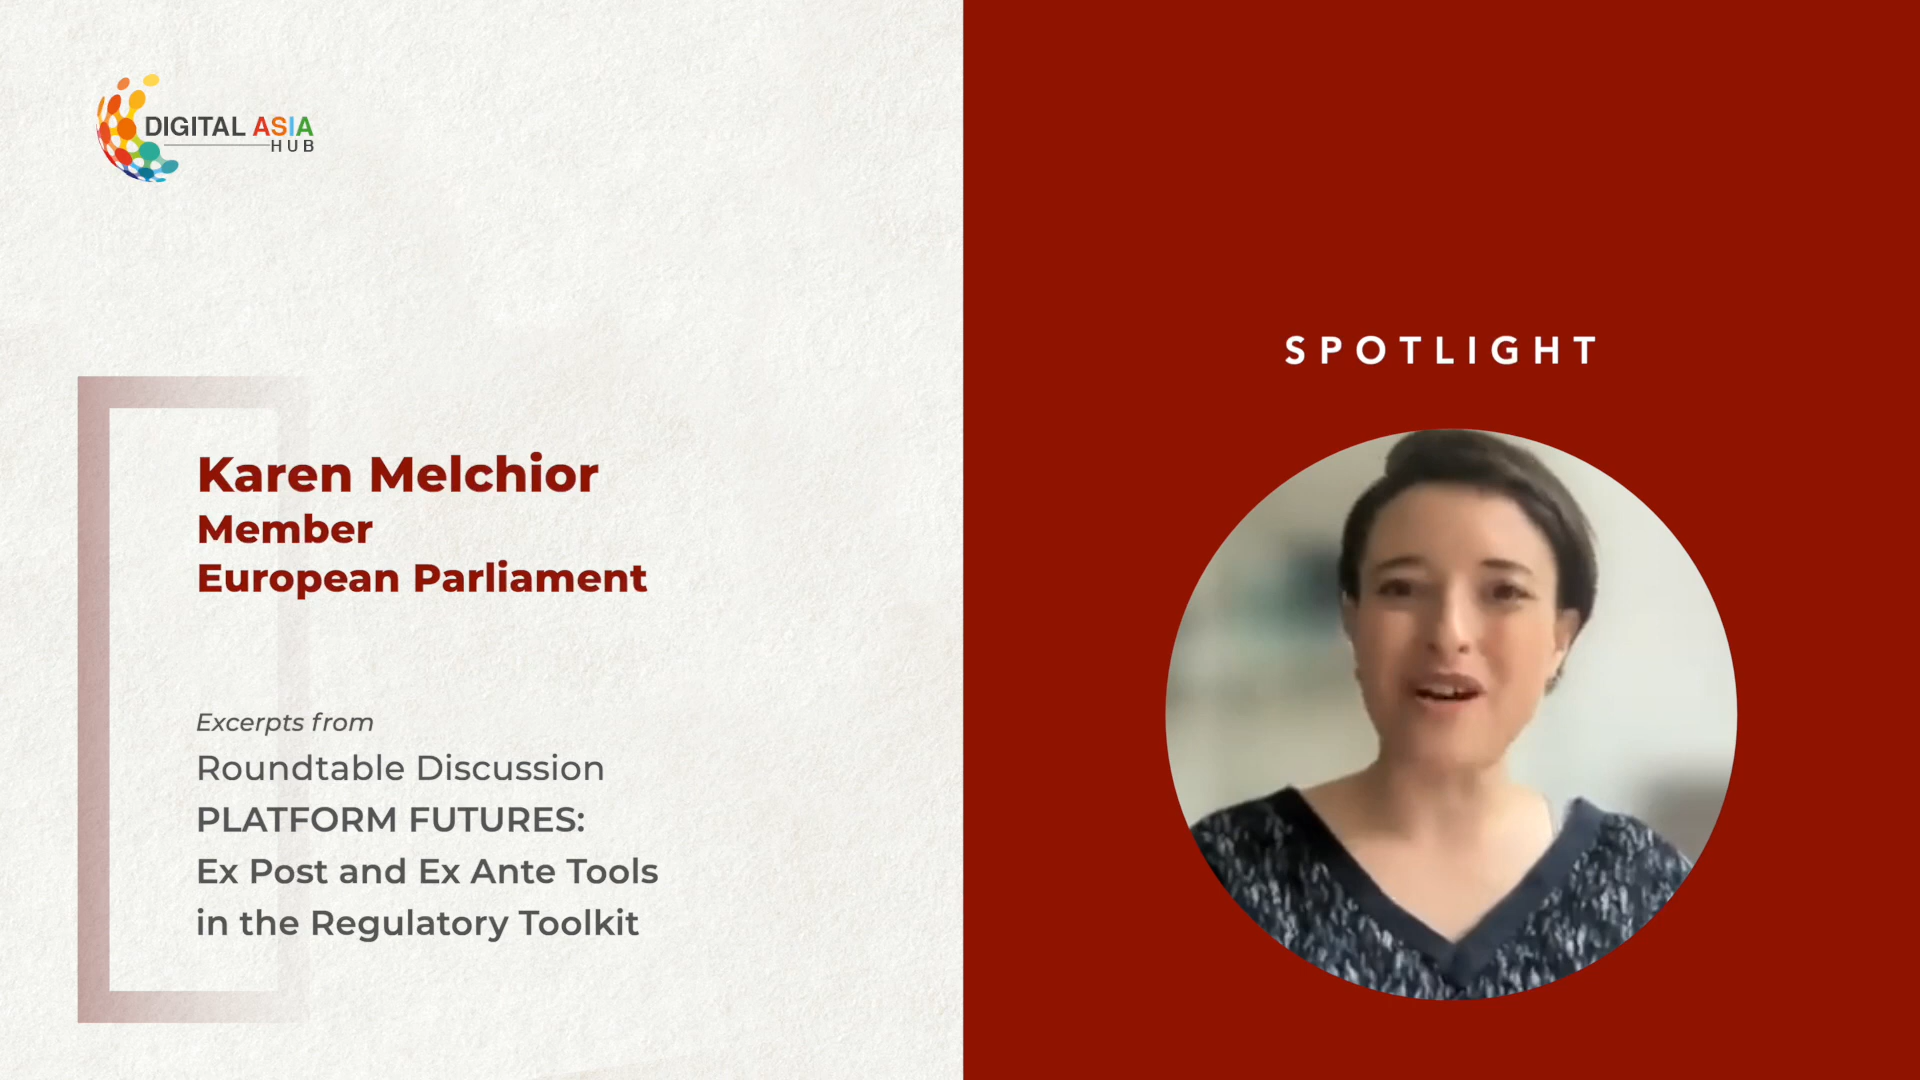 DIGITAL ASIA
HUB
SPOTLIGHT
Karen Melchior
Member
European Parliament
Excerpts from
Roundtable Discussion
PLATFORM FUTURES:
Ex Post and Ex Ante Tools
in the Regulatory Toolkit